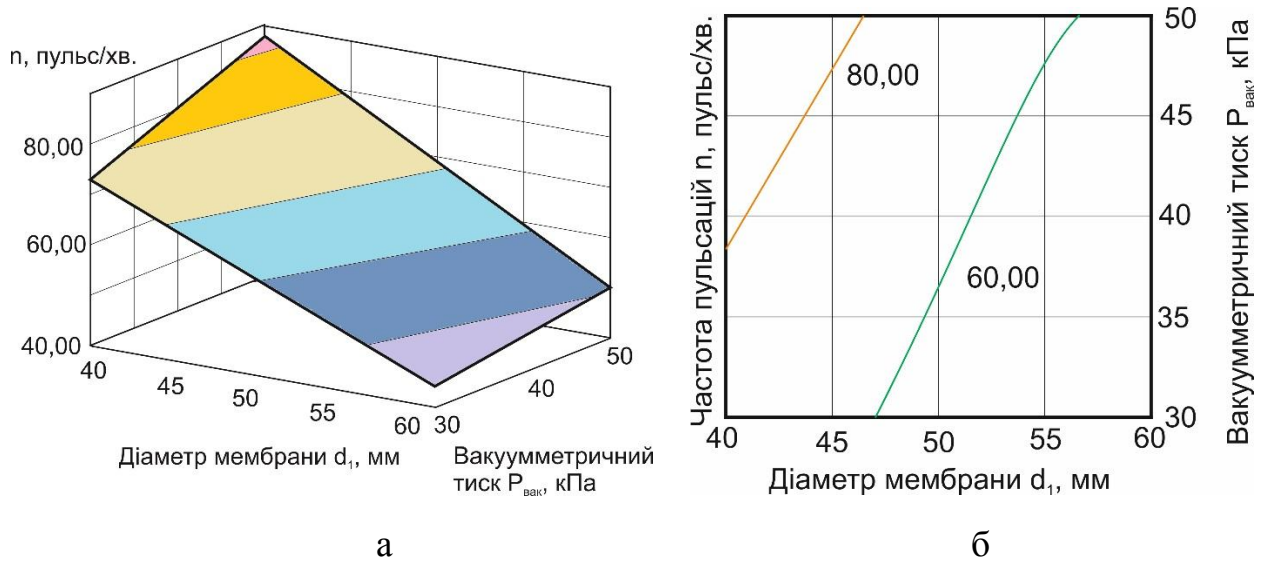 n, пульс/хв.
80,00
60,00
40,00
40
45
50
55
60
30
40
50
Діаметр мембрани d₁, мм
Вакуумметричний
тиск Pвак, кПа
а
Частота пульсацій n, пульс/хв.
80,00
60,00
40
45
50
55
60
Діаметр мембрани d₁, мм
50
45
40
35
30
Вакуумметричний тиск Pвак, кПа
б